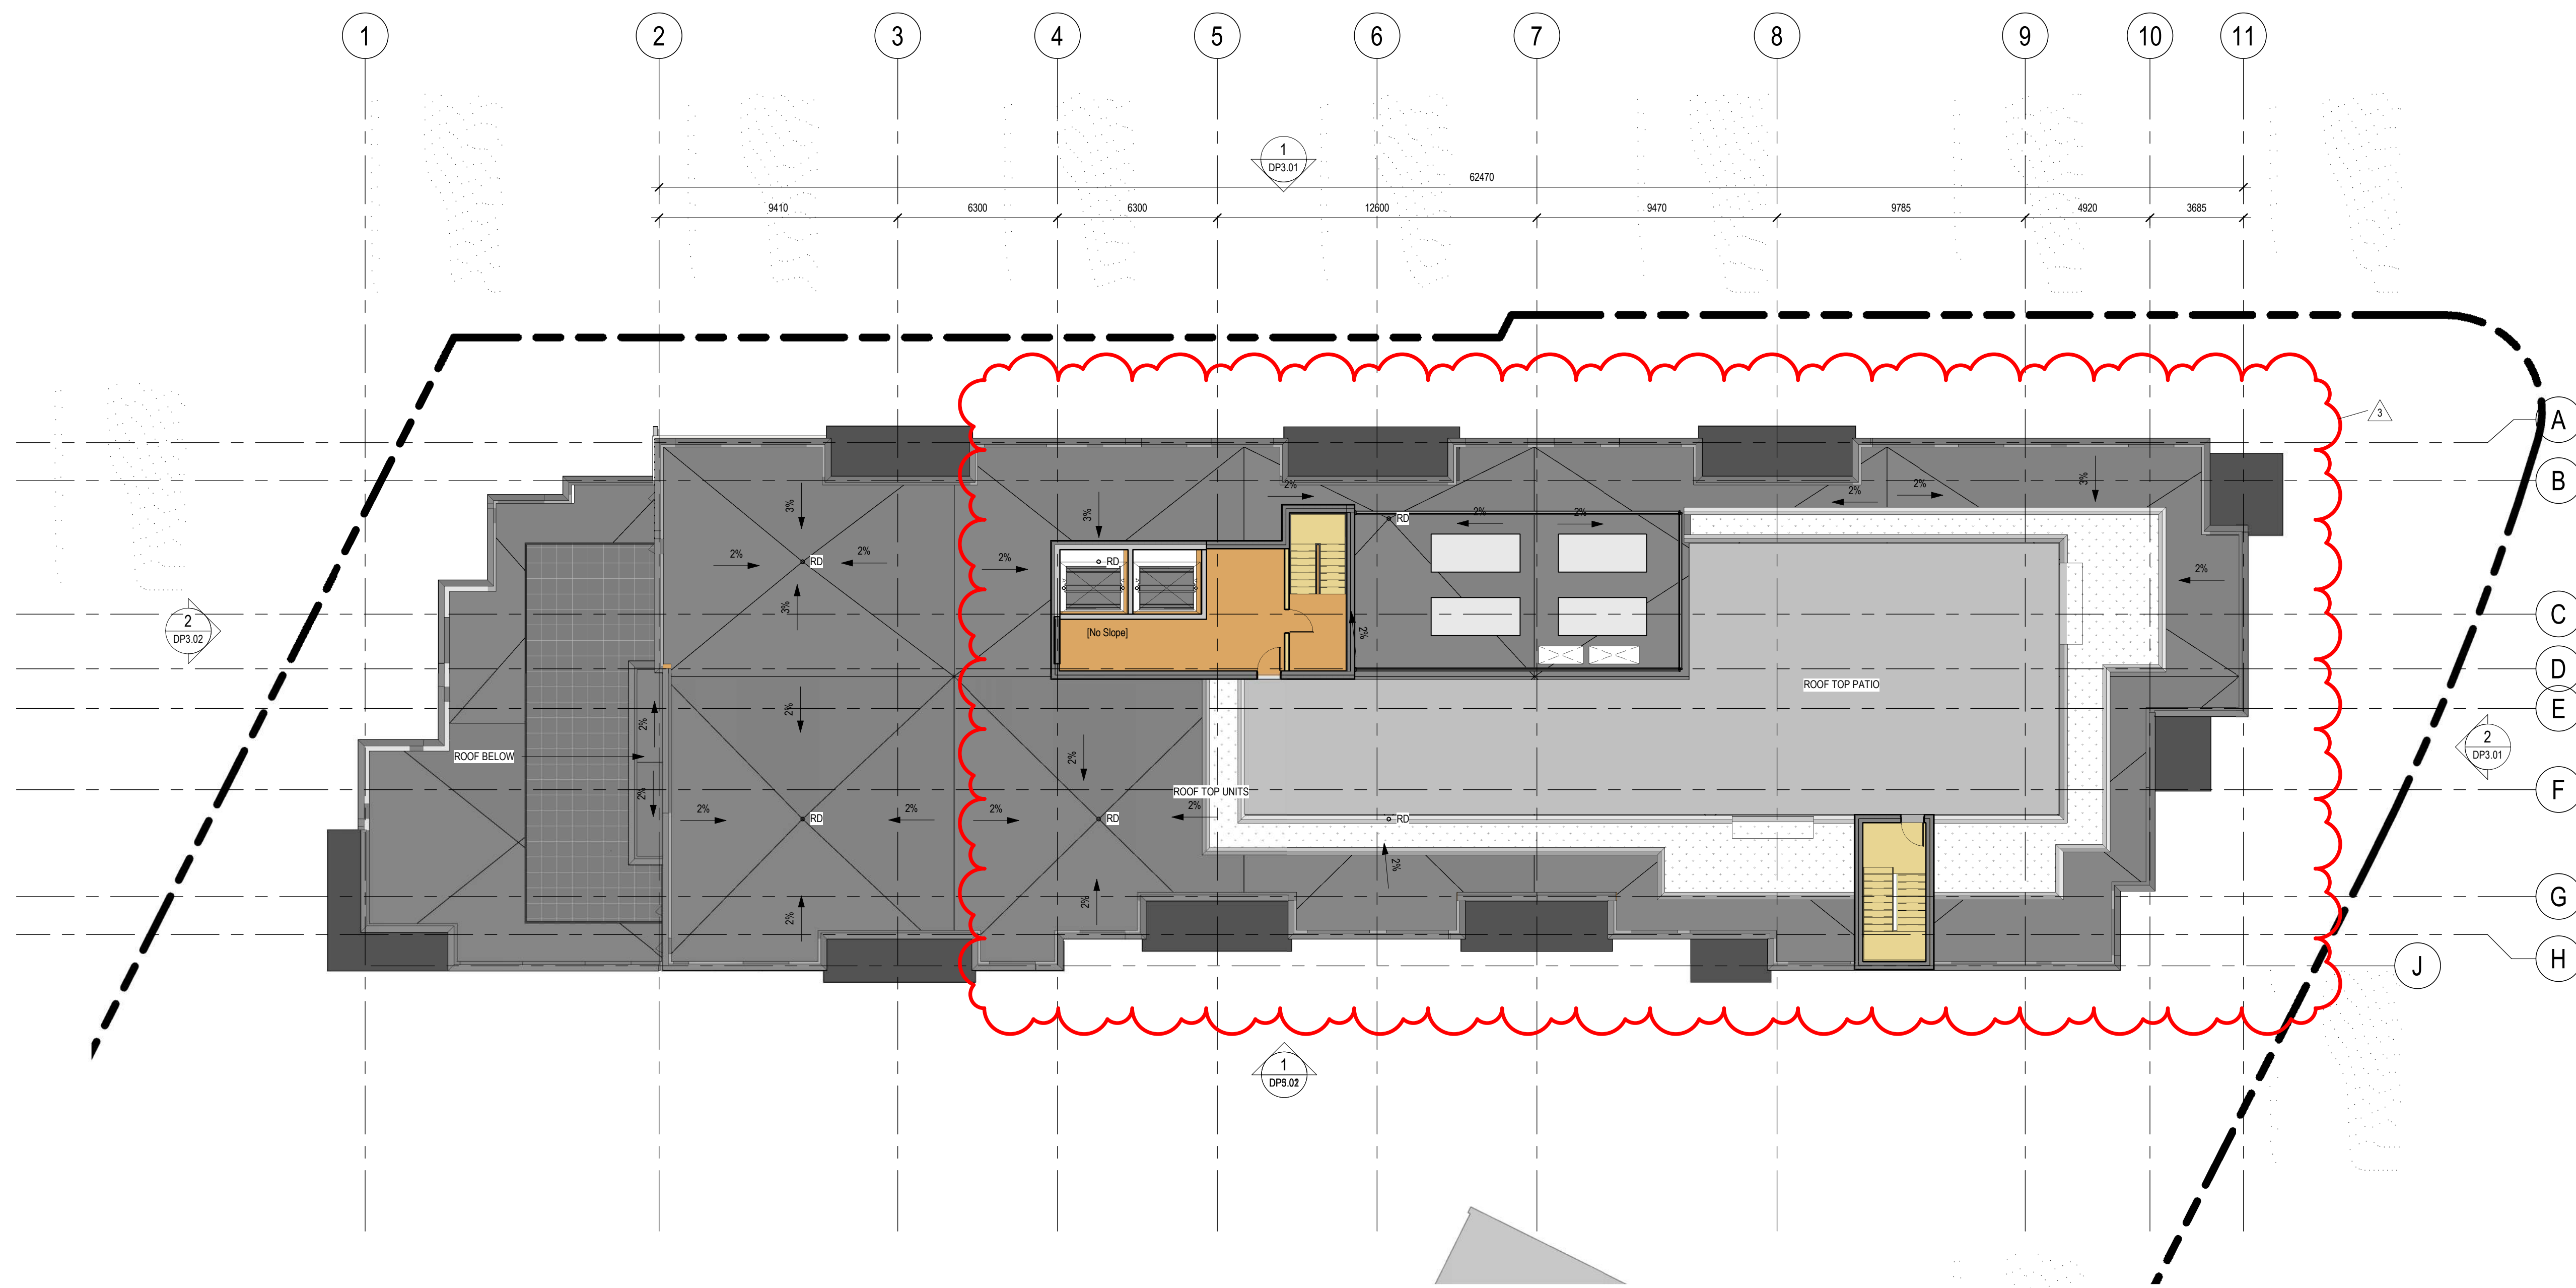 1 2 3 4 5 6 7 8 9 10 11
1
DP3.01
62470
9410 6300 6300 12600 9470 9785 4920 3685
3
A
B
2% 2% 2% 3%
3% 3%
RD 2% 2%
2% 2% 2%
RD RD
2%
3%
C
2
DP3.02
[No Slope]
2%
D
ROOF TOP PATIO
E
2% 2%
2
DP3.01
ROOF BELOW
2%
F
ROOF TOP UNITS
2%
2% 2% 2% 2%
RD RD RD
2%
G
2% 2%
H
J
1